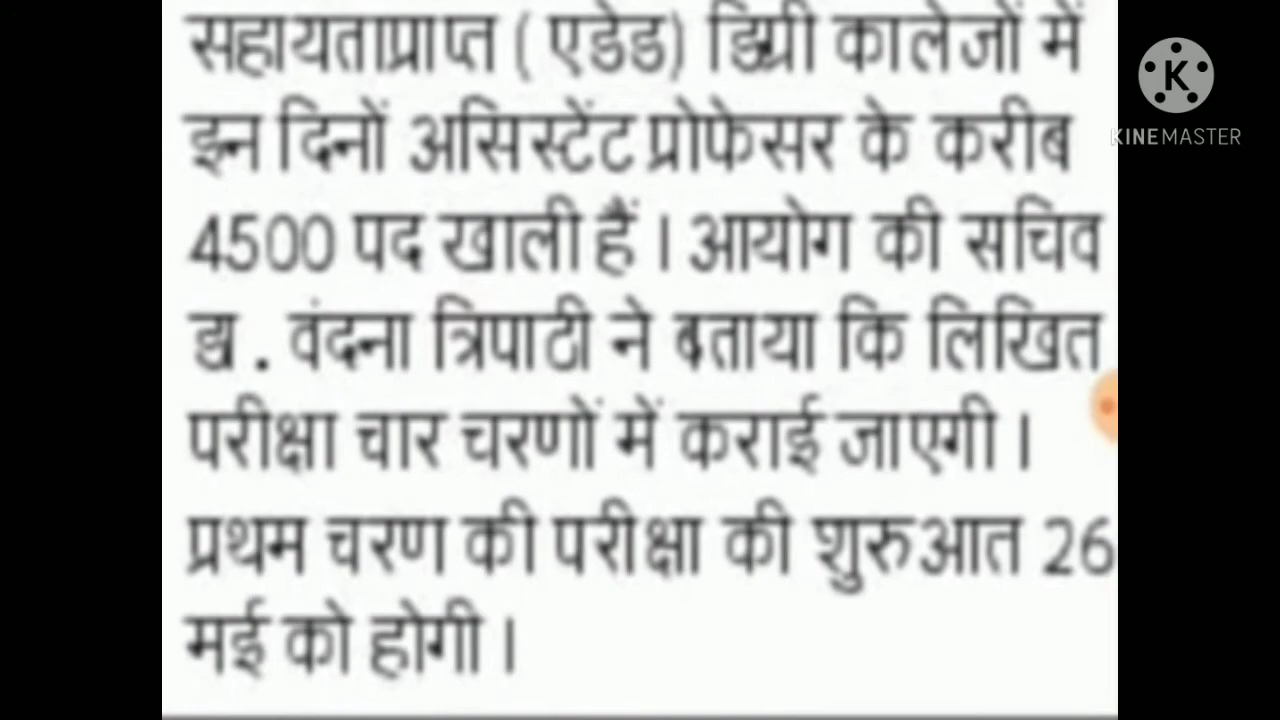 सहायताप्राप्त ( एडेड) डिग्री कालेजों में
इन दिनों असिस्टेंट प्रोफेसर के करीब
4500 पद खाली हैं । आयोग की सचिव
डा . वंदना त्रिपाठी ने बताया कि लिखित
परीक्षा चार चरणों में कराई जाएगी ।
प्रथम चरण की परीक्षा की शुरुआत 26
मई को होगी ।
K
KINEMASTER